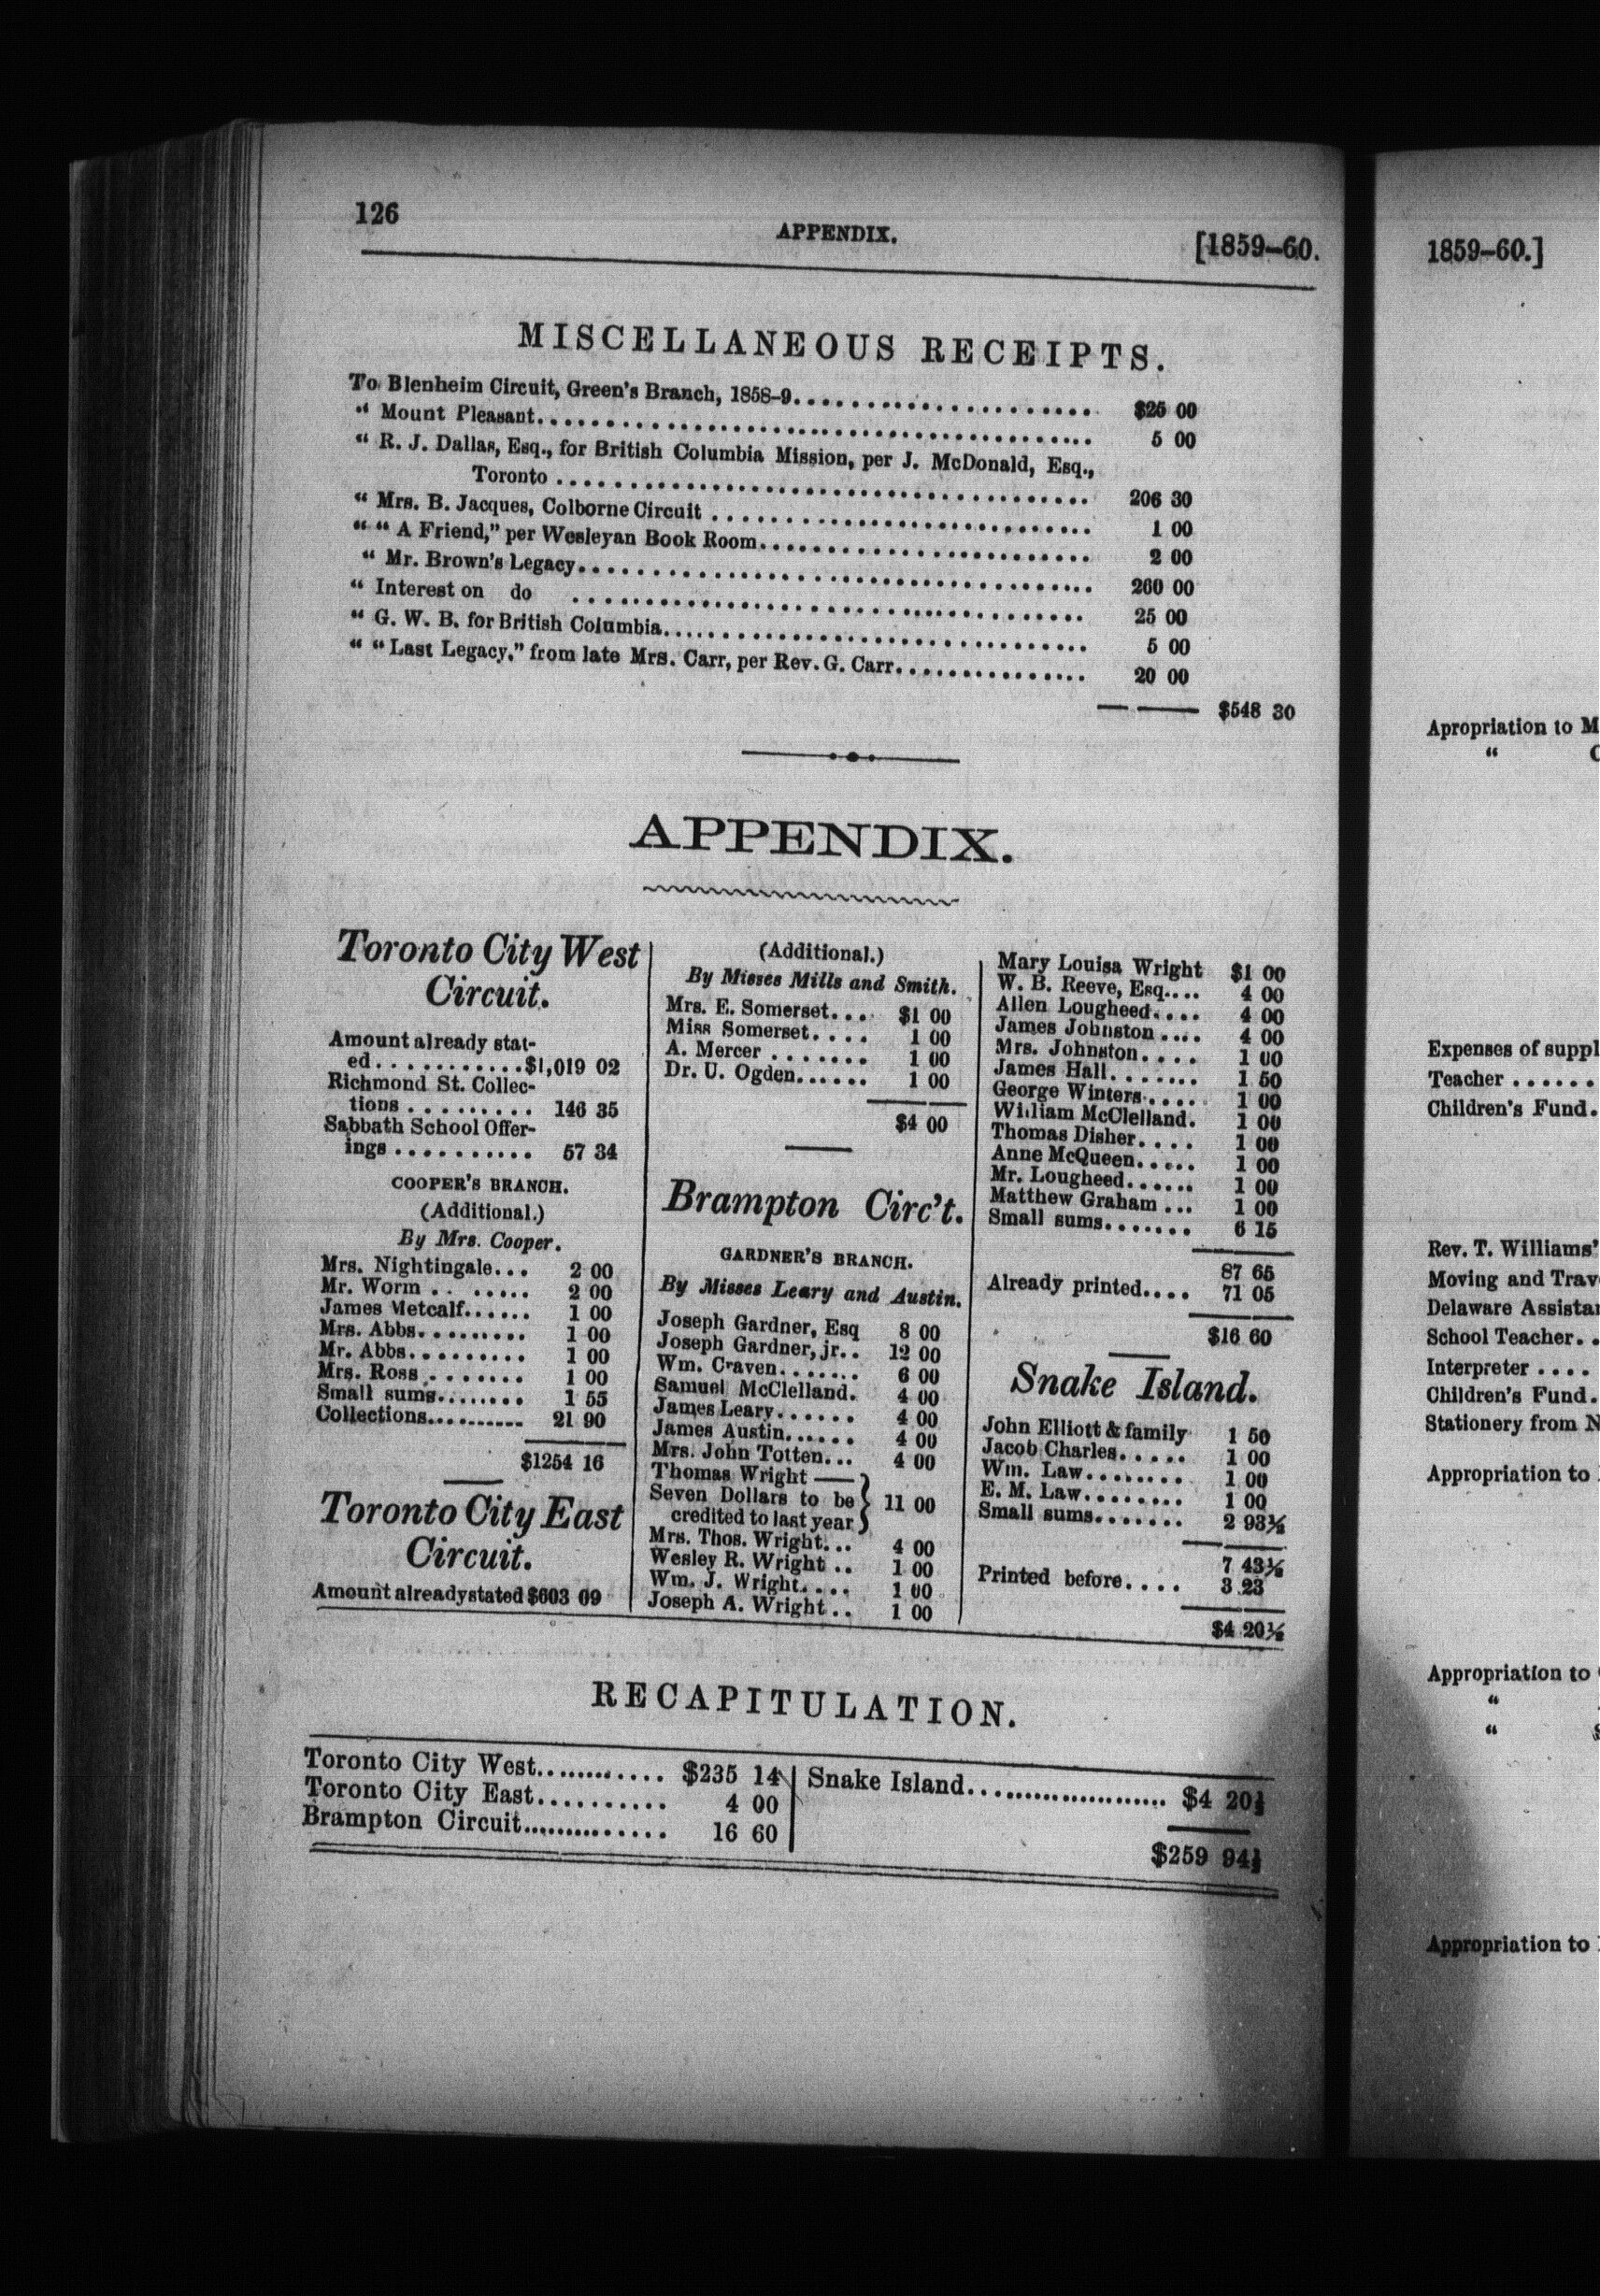 126
APPENDIX.
[1859–60.
MISCELLANEOUS RECEIPTS.
To Blenheim Circuit, Green's Branch, 1858–9.................... $25 00
" Mount Pleasant.................................... 5 00
" R. J. Dallas, Esq., for British Columbia Mission, per J. McDonald, Esq.,
Toronto .................................... 206 30
" Mrs. B. Jacques, Colborne Circuit .......................... 1 00
" " A Friend," per Wesleyan Book Room....................... 2 00
" Mr. Brown's Legacy.................................. 260 00
" Interest on do .................................. 25 00
" G. W. B. for British Columbia............................. 5 00
" " Last Legacy," from late Mrs. Carr, per Rev. G. Carr............... 20 00
$548 30
APPENDIX.
Toronto City West
Circuit.
Amount already stat-
ed...........$1,019 02
Richmond St. Collec-
tions ......... 146 35
Sabbath School Offer-
ings .......... 57 34
COOPER'S BRANCH.
(Additional.)
By Mrs. Cooper.
Mrs. Nightingale... 2 00
Mr. Worm .. ..... 2 00
James Metcalf...... 1 00
Mrs. Abbs......... 1 00
Mr. Abbs.......... 1 00
Mrs. Ross ........ 1 00
Small sums........ 1 55
Collections.......... 21 90
$1254 16
Toronto City East
Circuit.
Amount already stated $603 09
(Additional.)
By Misses Mills and Smith.
Mrs. E. Somerset... $1 00
Miss Somerset.... 1 00
A. Mercer ....... 1 00
Dr. U. Ogden...... 1 00
$4 00
Brampton Circ't.
GARDNER'S BRANCH.
By Misses Leary and Austin.
Joseph Gardner, Esq 8 00
Joseph Gardner, jr.. 12 00
Wm. Craven....... 6 00
Samuel McClelland. 4 00
James Leary...... 4 00
James Austin...... 4 00
Mrs. John Totten... 4 00
Thomas Wright —
Seven Dollars to be } 11 00
credited to last year
Mrs. Thos. Wright... 4 00
Wesley R. Wright .. 1 00
Wm. J. Wright.... 1 00
Joseph A. Wright.. 1 00
Mary Louisa Wright $1 00
W. B. Reeve, Esq.... 4 00
Allen Lougheed.... 4 00
James Johnston .... 4 00
Mrs. Johnston.... 1 00
James Hall....... 1 50
George Winters.... 1 00
William McClelland. 1 00
Thomas Disher.... 1 00
Anne McQueen..... 1 00
Mr. Lougheed...... 1 00
Matthew Graham ... 1 00
Small sums....... 6 15
87 65
Already printed.... 71 05
$16 60
Snake Island.
John Elliott & family 1 50
Jacob Charles..... 1 00
Wm. Law........ 1 00
E. M. Law........ 1 00
Small sums....... 2 93½
7 43½
Printed before.... 3 23
$4 20½
RECAPITULATION.
Toronto City West............ $235 14
Toronto City East.......... 4 00
Brampton Circuit............. 16 60
Snake Island..................... $4 20½
$259 94½
1859–60.]
Apropriation to M
" C
Expenses of suppl
Teacher ......
Children's Fund.
Rev. T. Williams'
Moving and Trav
Delaware Assista
School Teacher..
Interpreter ....
Children's Fund.
Stationery from N
Appropriation to
Appropriation to
"
"
Appropriation to